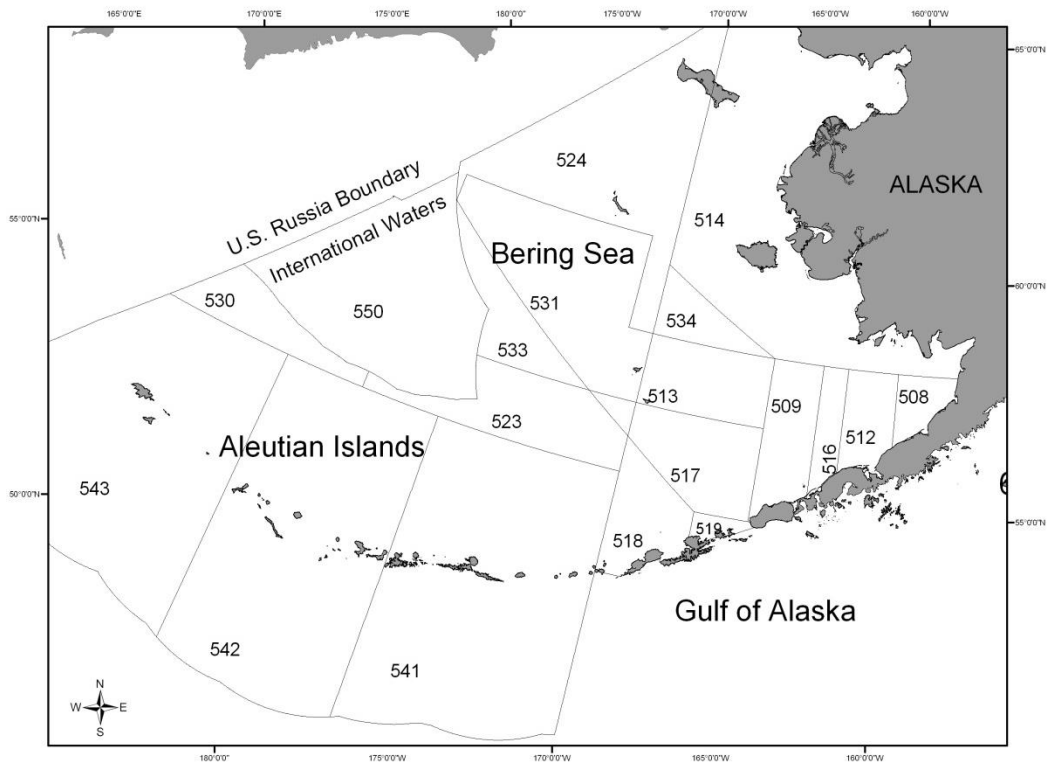 165°0'0"E 170°0'0"E 175°0'0"E 180°0'0" 175°0'0"W 170°0'0"W 165°0'0"W 160°0'0"W
65°0'0"N
524
ALASKA
U.S. Russia Boundary
55°0'0"N
514
International Waters
Bering Sea
60°0'0"N
530
550
531
534
533
513
509
508
523
516
512
Aleutian Islands
517
543
50°0'0"N
519
55°0'0"N
518
Gulf of Alaska
542
541
N
W E
S
180°0'0" 175°0'0"W 170°0'0"W 165°0'0"W 160°0'0"W